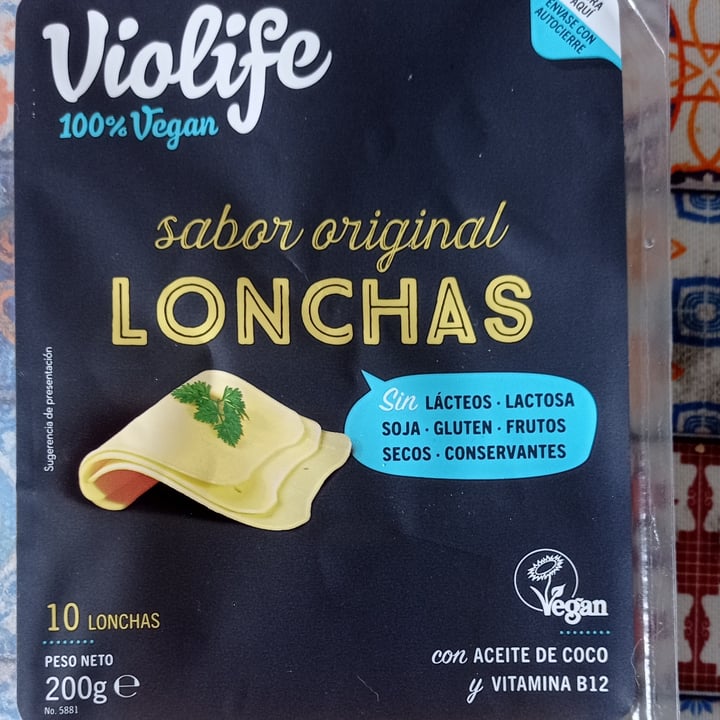 Violife
100% Vegan
AQUÍ
ENVASE CON
AUTOCIERRE
sabor original
LONCHAS
Sugerencia de presentación
Sin LÁCTEOS · LACTOSA
SOJA · GLUTEN · FRUTOS
SECOS · CONSERVANTES
Vegan
10 LONCHAS
PESO NETO
200g ℮
No. 5881
con ACEITE DE COCO
y VITAMINA B12